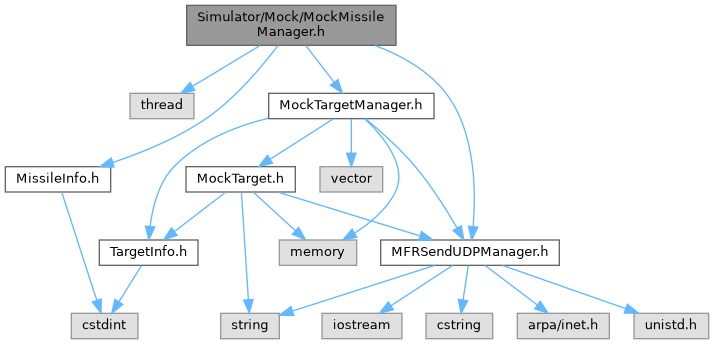 Simulator/Mock/MockMissile
Manager.h
thread
MockTargetManager.h
MissileInfo.h
MockTarget.h
vector
TargetInfo.h
memory
MFRSendUDPManager.h
cstdint
string
iostream
cstring
arpa/inet.h
unistd.h